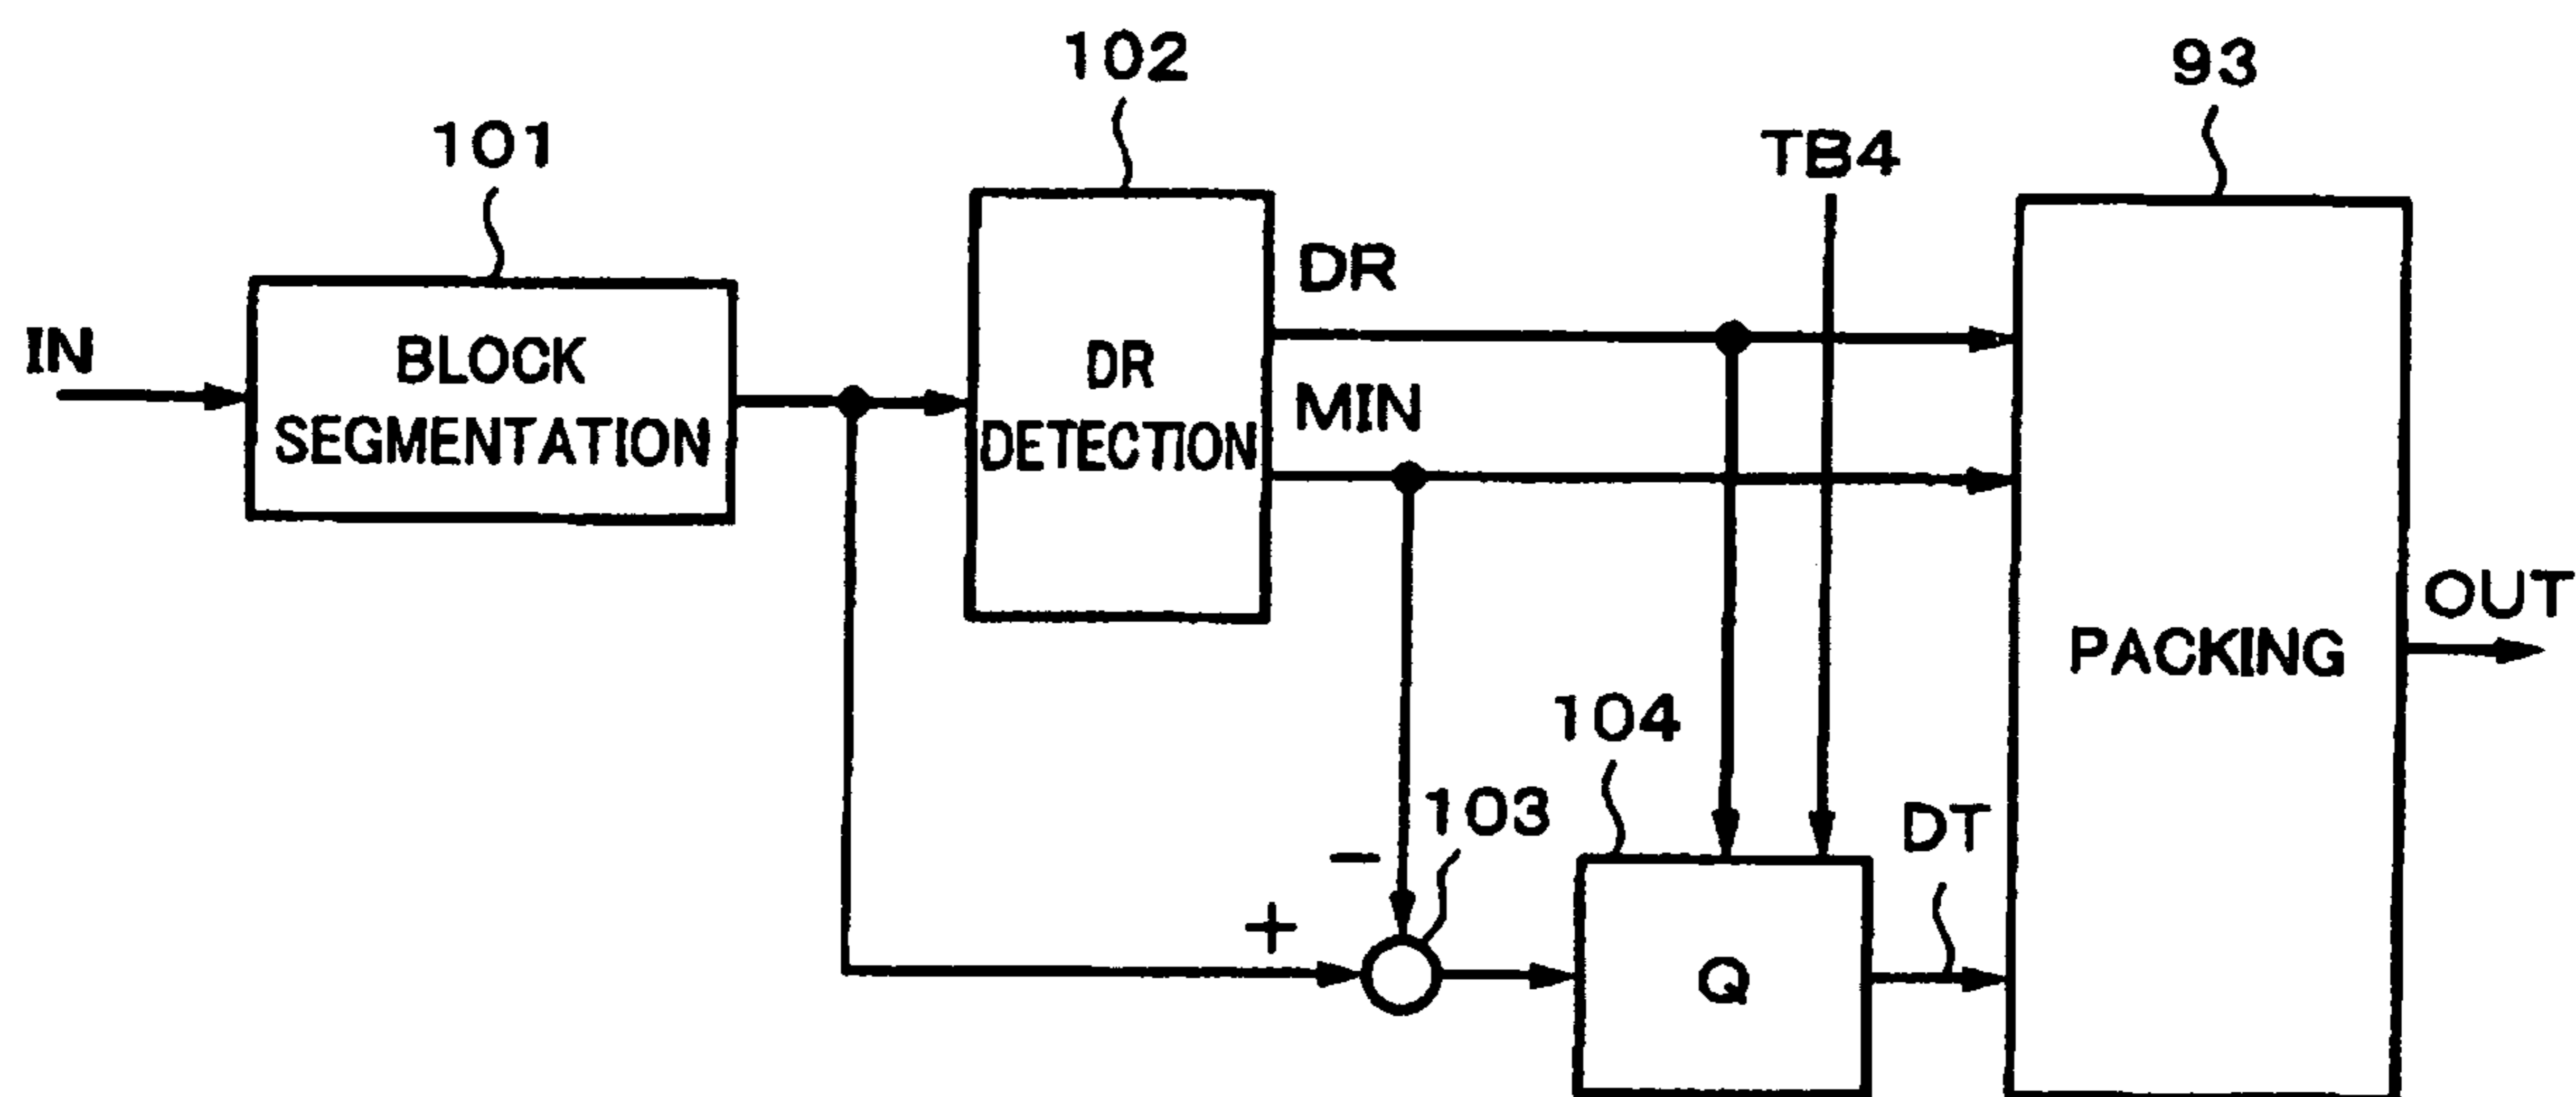 102
93
101
TB4
DR
IN
BLOCK
SEGMENTATION
DR
DETECTION
MIN
OUT
PACKING
104
103
DT
−
+
Q